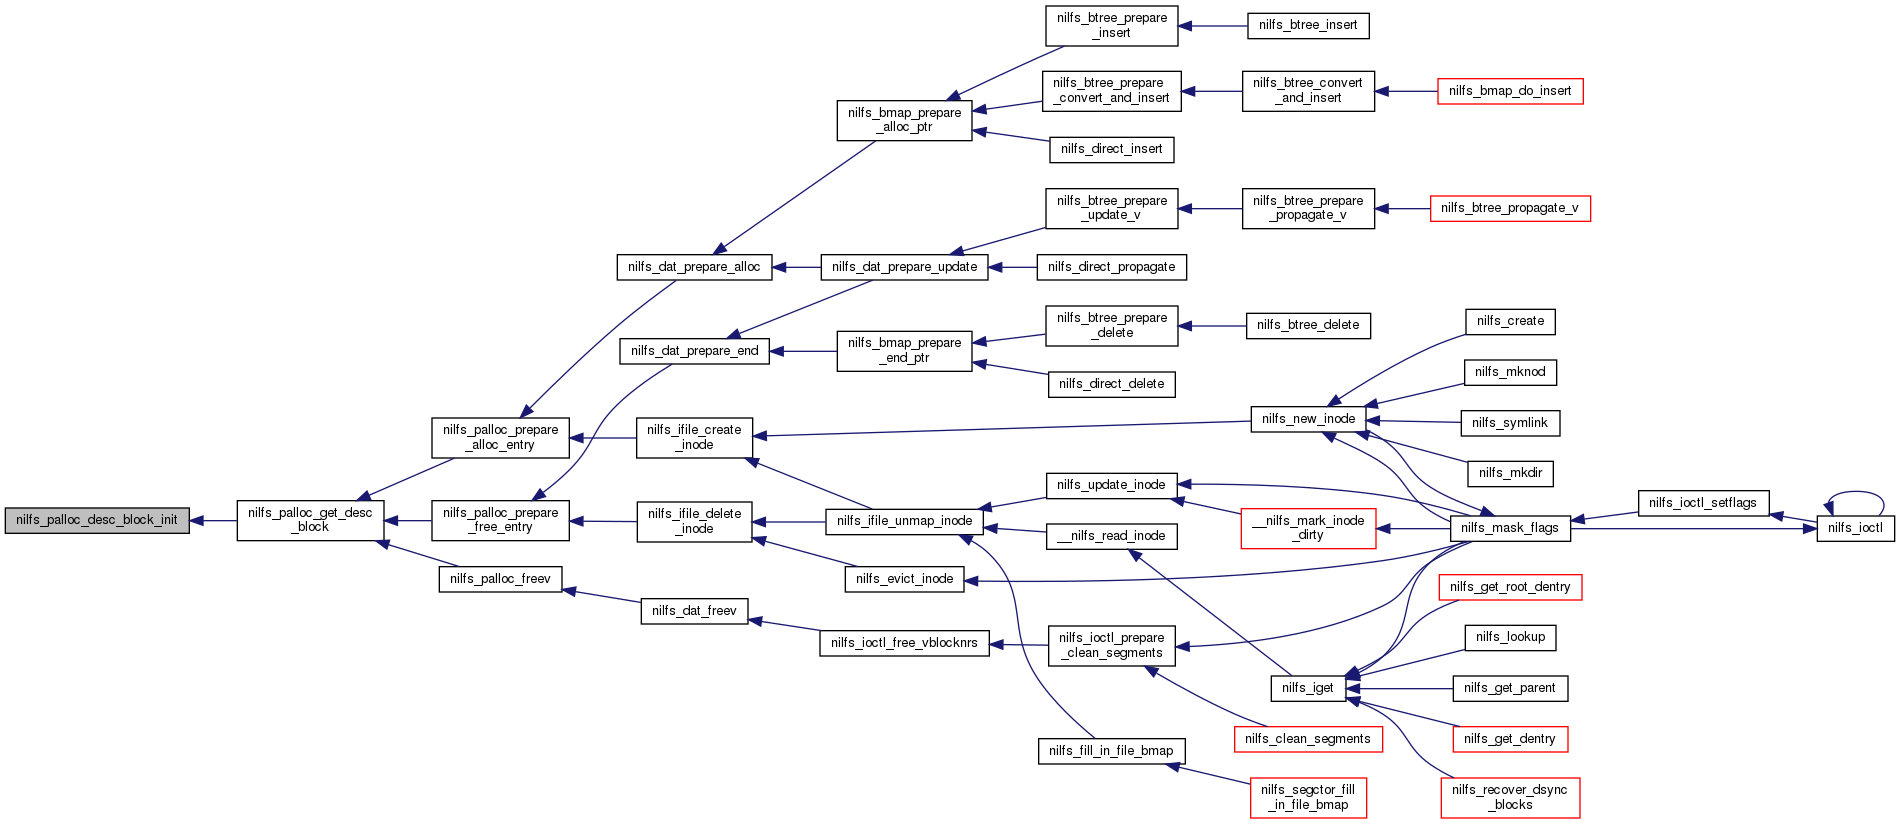 nilfs_palloc_desc_block_init
nilfs_palloc_get_desc
_block
nilfs_palloc_prepare
_alloc_entry
nilfs_palloc_prepare
_free_entry
nilfs_palloc_freev
nilfs_dat_prepare_alloc
nilfs_dat_prepare_end
nilfs_ifile_create
_inode
nilfs_ifile_delete
_inode
nilfs_dat_freev
nilfs_bmap_prepare
_alloc_ptr
nilfs_dat_prepare_update
nilfs_bmap_prepare
_end_ptr
nilfs_ifile_unmap_inode
nilfs_evict_inode
nilfs_ioctl_free_vblocknrs
nilfs_btree_prepare
_insert
nilfs_btree_prepare
_convert_and_insert
nilfs_direct_insert
nilfs_btree_prepare
_update_v
nilfs_direct_propagate
nilfs_btree_prepare
_delete
nilfs_direct_delete
nilfs_update_inode
__nilfs_read_inode
nilfs_ioctl_prepare
_clean_segments
nilfs_fill_in_file_bmap
nilfs_btree_insert
nilfs_btree_convert
_and_insert
nilfs_btree_prepare
_propagate_v
nilfs_btree_delete
nilfs_new_inode
__nilfs_mark_inode
_dirty
nilfs_iget
nilfs_clean_segments
nilfs_segctor_fill
_in_file_bmap
nilfs_bmap_do_insert
nilfs_btree_propagate_v
nilfs_create
nilfs_mknod
nilfs_symlink
nilfs_mkdir
nilfs_mask_flags
nilfs_get_root_dentry
nilfs_lookup
nilfs_get_parent
nilfs_get_dentry
nilfs_recover_dsync
_blocks
nilfs_ioctl_setflags
nilfs_ioctl